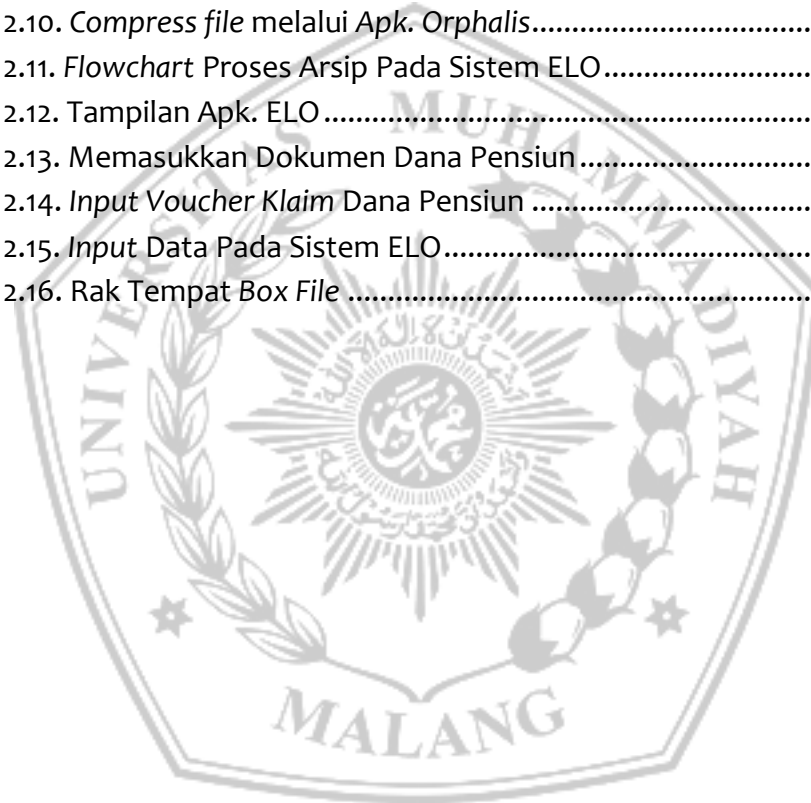 2.10. Compress file melalui Apk. Orphalis......................................
2.11. Flowchart Proses Arsip Pada Sistem ELO............................
2.12. Tampilan Apk. ELO....................................................................
2.13. Memasukkan Dokumen Dana Pensiun...............................
2.14. Input Voucher Klaim Dana Pensiun ......................................
2.15. Input Data Pada Sistem ELO...................................................
2.16. Rak Tempat Box File ................................................................
UNIVERSITAS MUHAMMADIYAH
MALANG